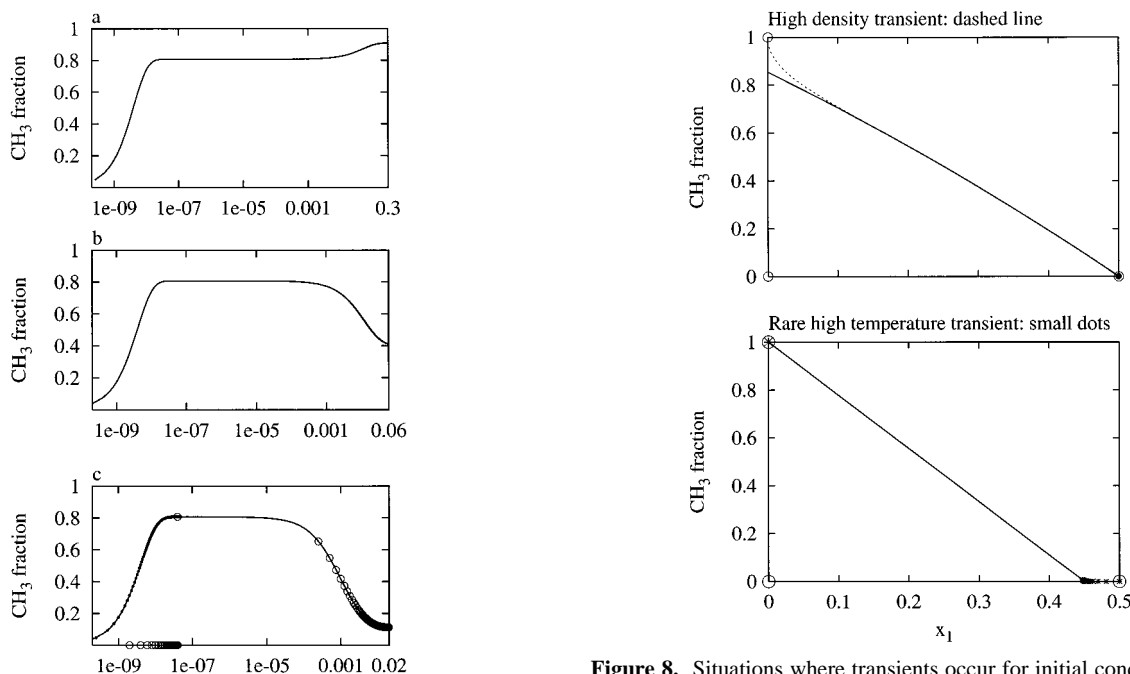 a
1
0.8
0.6
0.4
0.2
CH3 fraction
1e-09 1e-07 1e-05 0.001 0.3
b
1
0.8
0.6
0.4
0.2
CH3 fraction
1e-09 1e-07 1e-05 0.001 0.06
c
1
0.8
0.6
0.4
0.2
CH3 fraction
1e-09 1e-07 1e-05 0.001 0.02
High density transient: dashed line
1
0.8
0.6
0.4
0.2
0
CH3 fraction
Rare high temperature transient: small dots
1
0.8
0.6
0.4
0.2
0
CH3 fraction
0 0.1 0.2 0.3 0.4 0.5
x1
Figure 8. Situations where transients occur for initial